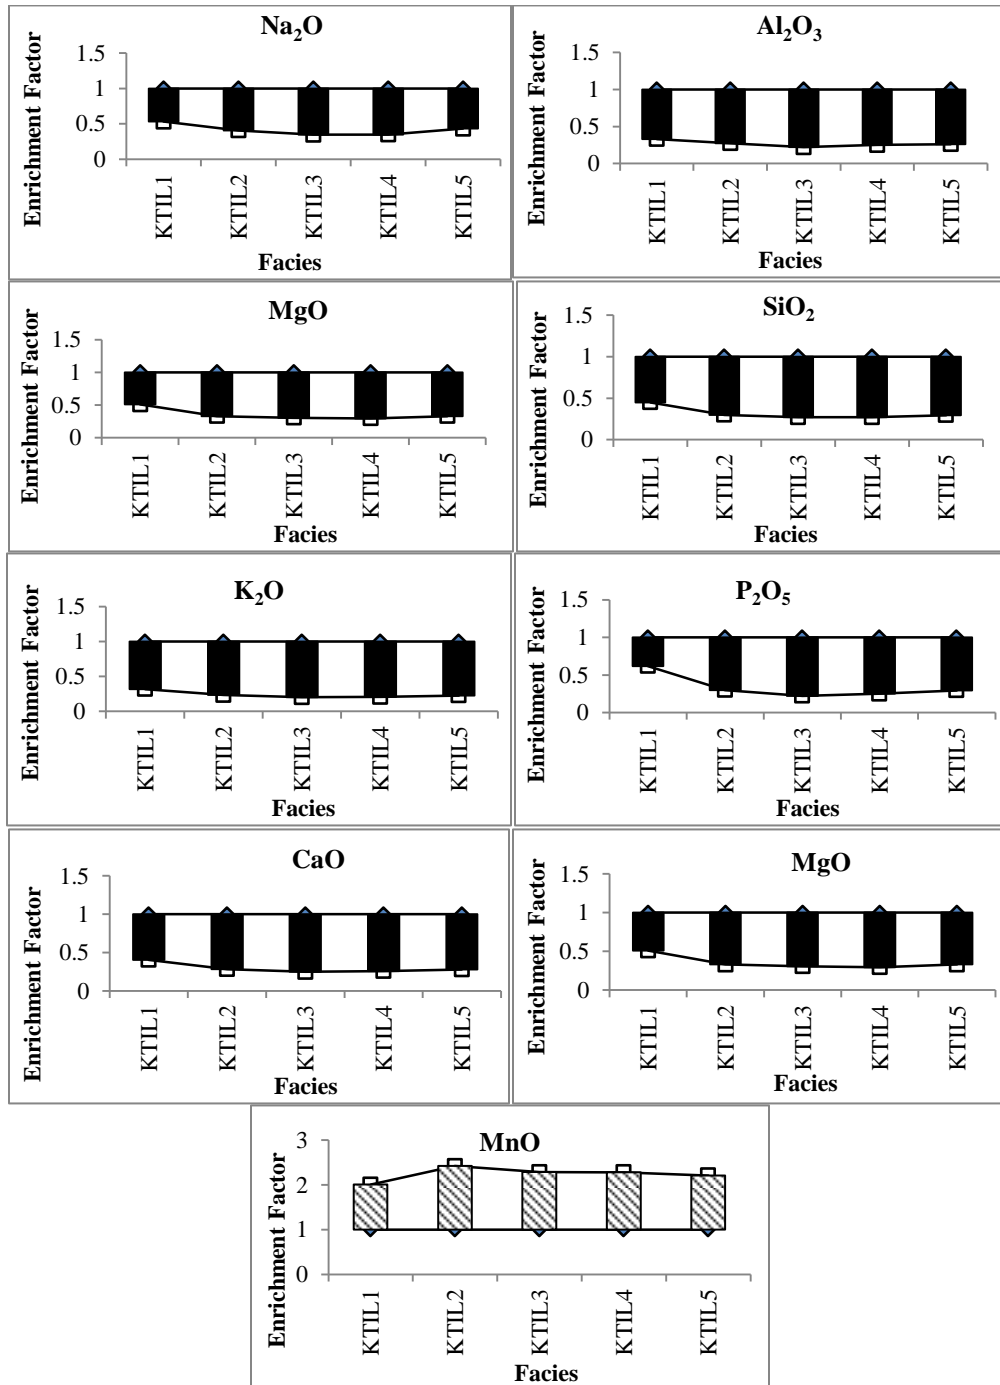 Na₂O
Enrichment Factor
1.5
1
0.5
0
KTIL1 KTIL2 KTIL3 KTIL4 KTIL5
Facies
Al₂O₃
Enrichment Factor
1.5
1
0.5
0
KTIL1 KTIL2 KTIL3 KTIL4 KTIL5
Facies
MgO
Enrichment Factor
1.5
1
0.5
0
KTIL1 KTIL2 KTIL3 KTIL4 KTIL5
Facies
SiO₂
Enrichment Factor
1.5
1
0.5
0
KTIL1 KTIL2 KTIL3 KTIL4 KTIL5
Facies
K₂O
Enrichment Factor
1.5
1
0.5
0
KTIL1 KTIL2 KTIL3 KTIL4 KTIL5
Facies
P₂O₅
Enrichment Factor
1.5
1
0.5
0
KTIL1 KTIL2 KTIL3 KTIL4 KTIL5
Facies
CaO
Enrichment Factor
1.5
1
0.5
0
KTIL1 KTIL2 KTIL3 KTIL4 KTIL5
Facies
MgO
Enrichment Factor
1.5
1
0.5
0
KTIL1 KTIL2 KTIL3 KTIL4 KTIL5
Facies
MnO
Enrichment Factor
3
2
1
0
KTIL1 KTIL2 KTIL3 KTIL4 KTIL5
Facies